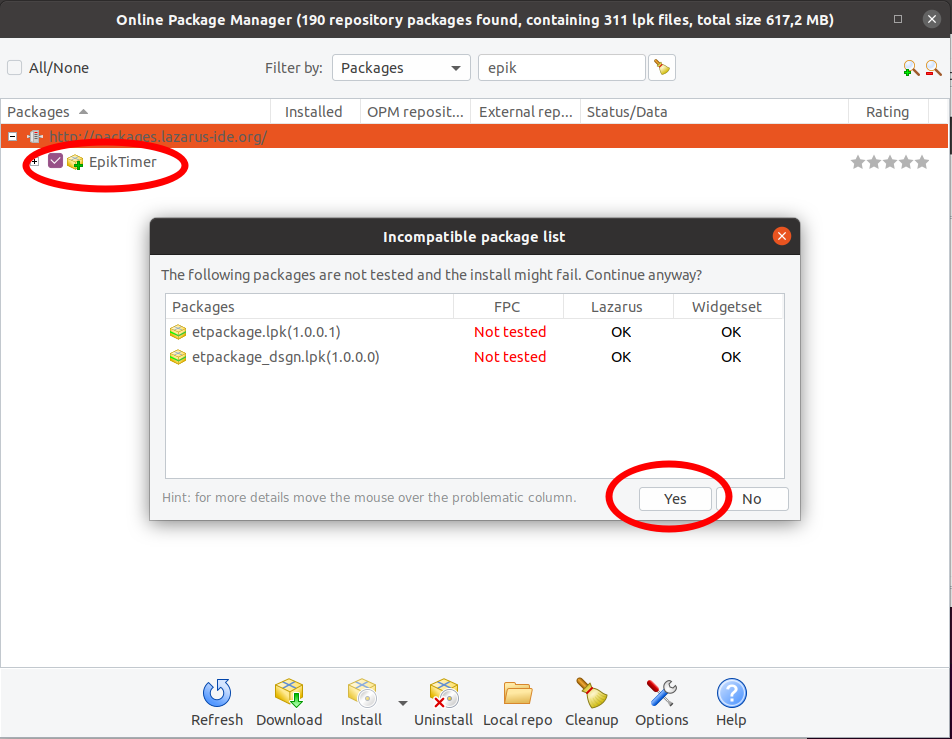 Online Package Manager (190 repository packages found, containing 311 lpk files, total size 617,2 MB)
All/None Filter by: Packages epik
Packages Installed OPM reposit... External rep... Status/Data Rating
http://packages.lazarus-ide.org/
EpikTimer
Incompatible package list
The following packages are not tested and the install might fail. Continue anyway?
Packages FPC Lazarus Widgetset
etpackage.lpk(1.0.0.1) Not tested OK OK
etpackage_dsgn.lpk(1.0.0.0) Not tested OK OK
Hint: for more details move the mouse over the problematic column. Yes No
Refresh Download Install Uninstall Local repo Cleanup Options Help